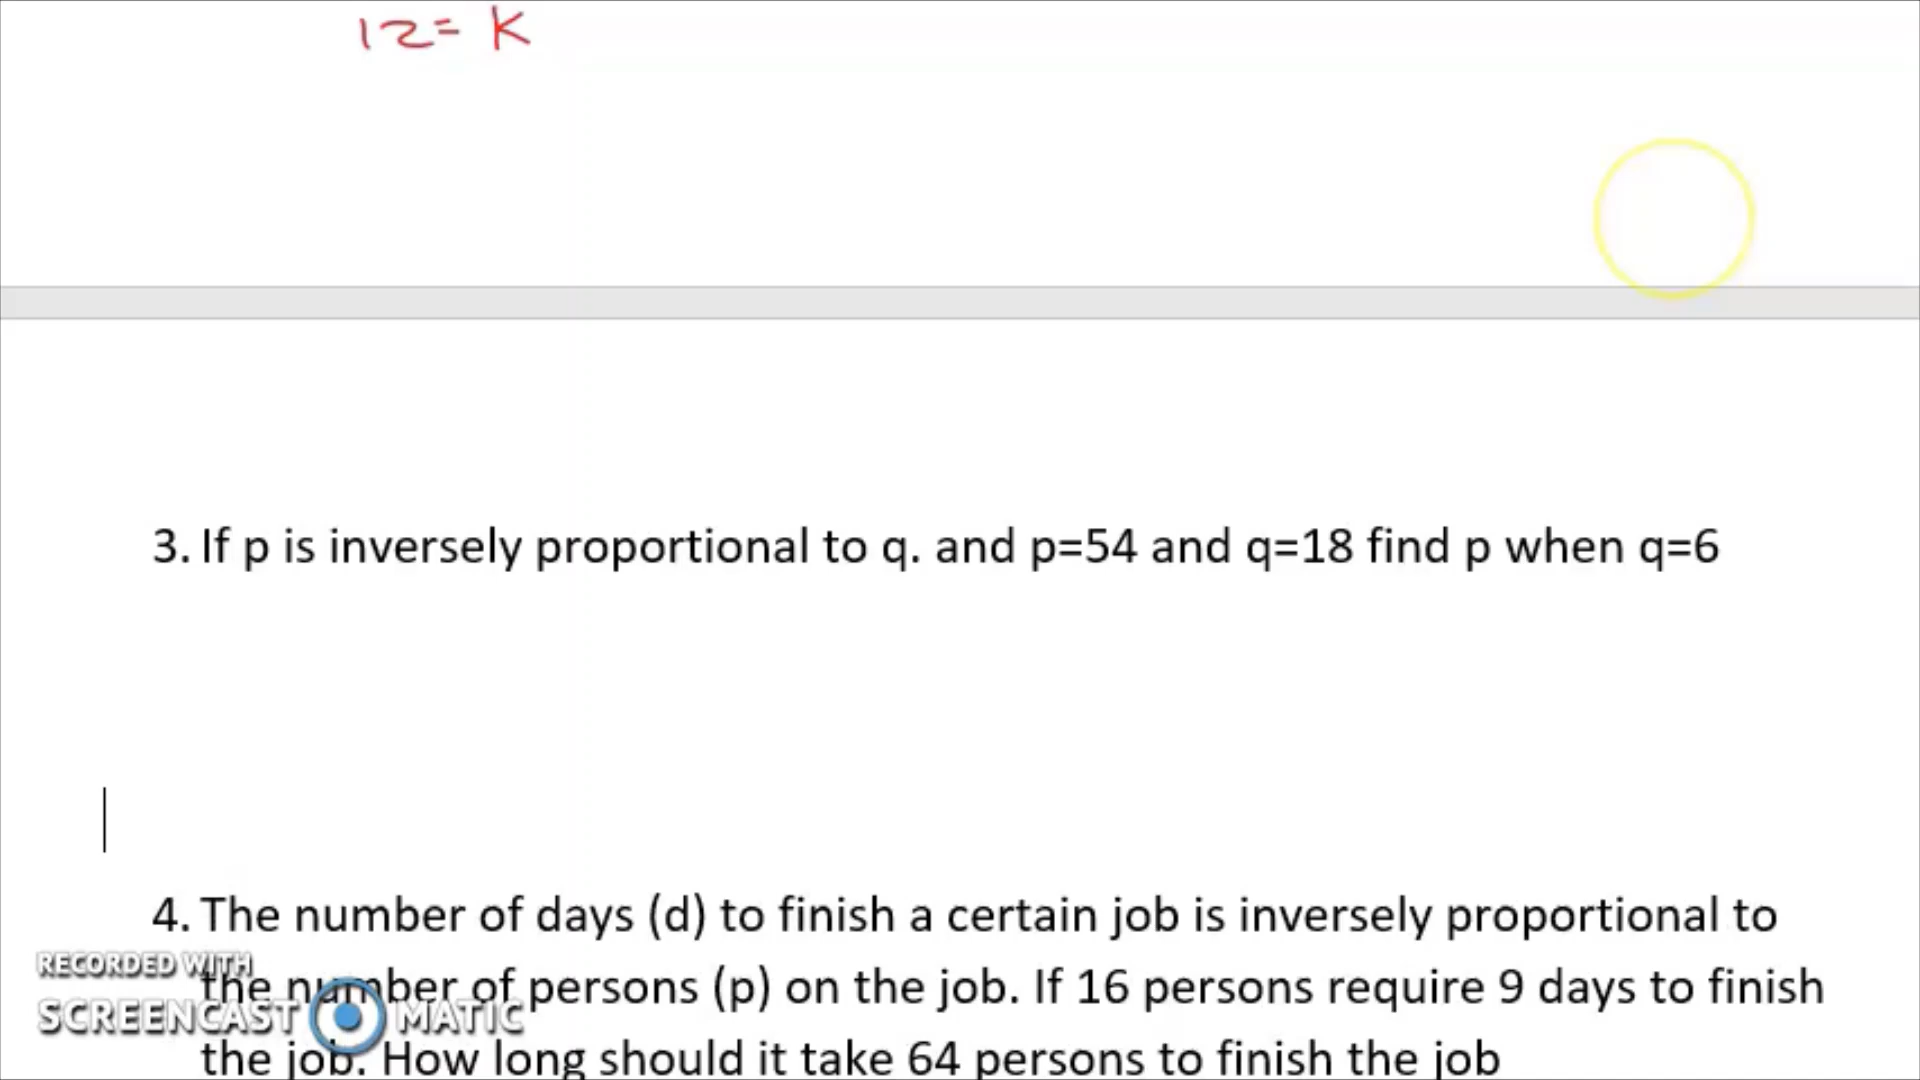 12= K
3. If p is inversely proportional to q. and p=54 and q=18 find p when q=6
4. The number of days (d) to finish a certain job is inversely proportional to
RECORDED WITH
the number of persons (p) on the job. If 16 persons require 9 days to finish
SCREENCAST MATIC
the job. How long should it take 64 persons to finish the job